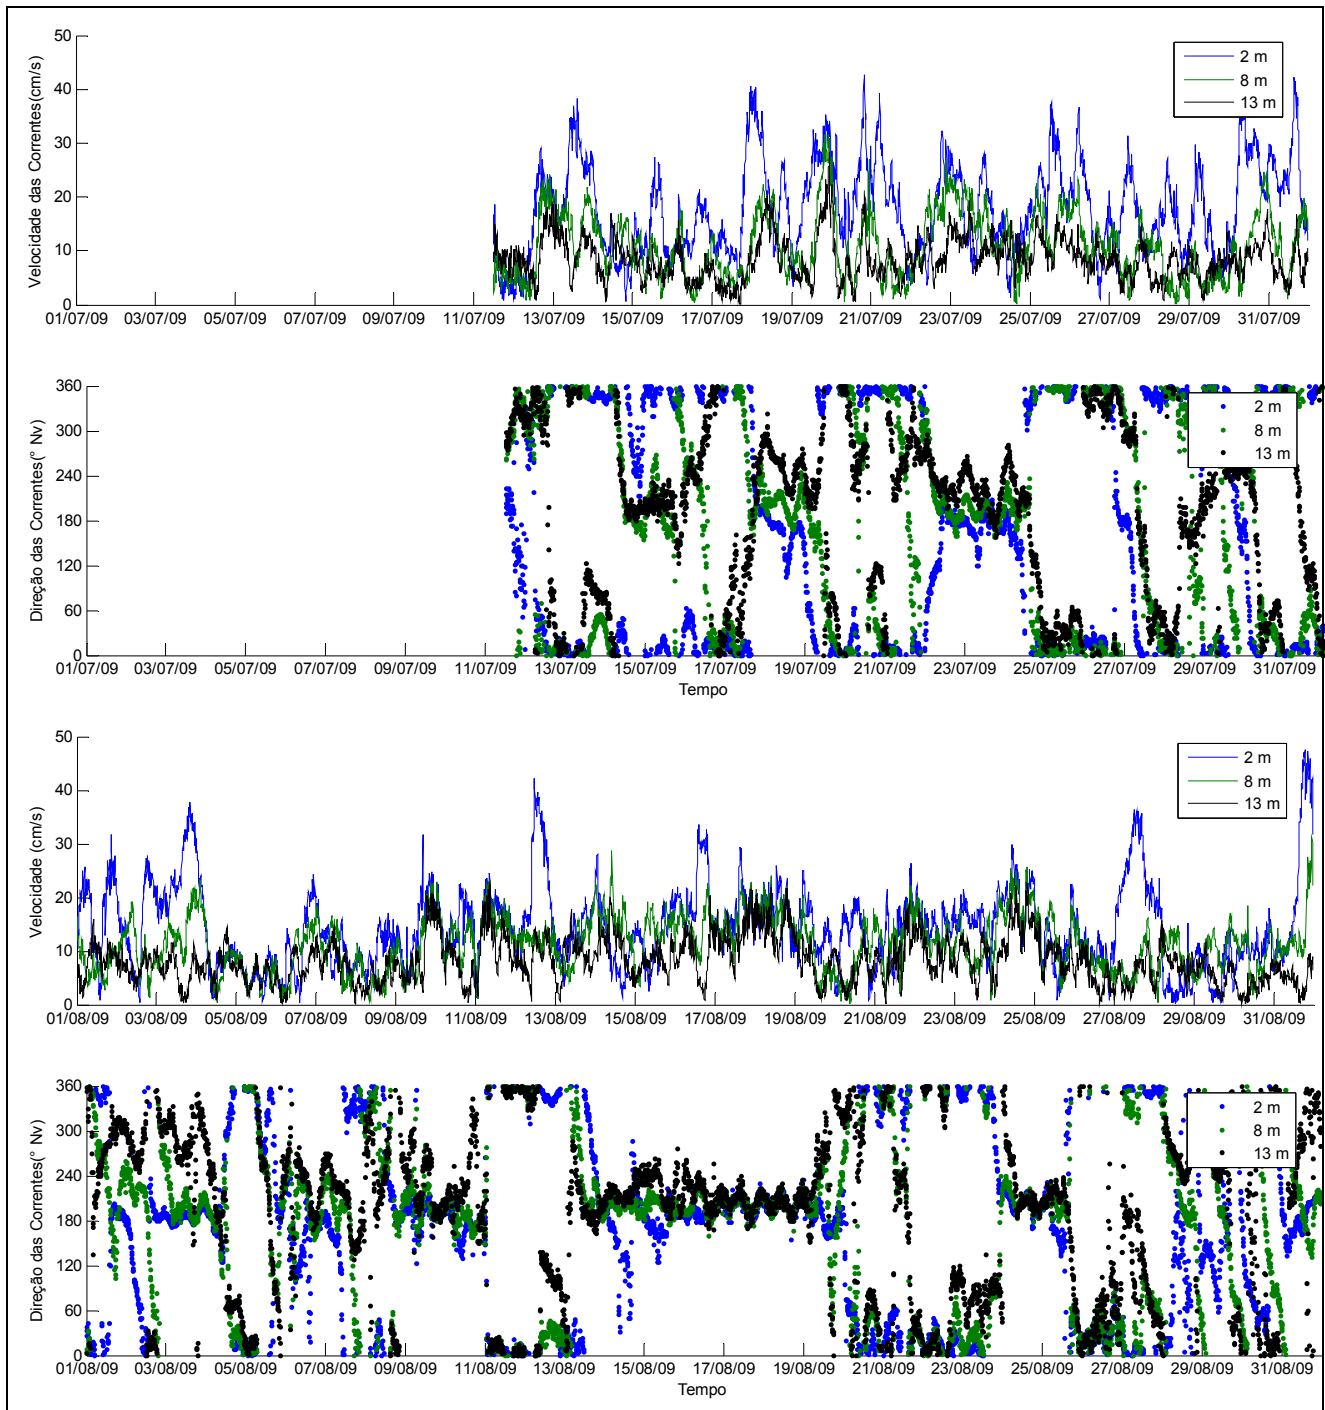 Velocidade das Correntes(cm/s)
50
40
30
20
10
0
2 m
8 m
13 m
01/07/09 03/07/09 05/07/09 07/07/09 09/07/09 11/07/09 13/07/09 15/07/09 17/07/09 19/07/09 21/07/09 23/07/09 25/07/09 27/07/09 29/07/09 31/07/09
Direção das Correntes(° Nv)
360
300
240
180
120
60
0
2 m
8 m
13 m
01/07/09 03/07/09 05/07/09 07/07/09 09/07/09 11/07/09 13/07/09 15/07/09 17/07/09 19/07/09 21/07/09 23/07/09 25/07/09 27/07/09 29/07/09 31/07/09
Tempo
Velocidade (cm/s)
50
40
30
20
10
0
2 m
8 m
13 m
01/08/09 03/08/09 05/08/09 07/08/09 09/08/09 11/08/09 13/08/09 15/08/09 17/08/09 19/08/09 21/08/09 23/08/09 25/08/09 27/08/09 29/08/09 31/08/09
Direção das Correntes(° Nv)
360
300
240
180
120
60
0
2 m
8 m
13 m
01/08/09 03/08/09 05/08/09 07/08/09 09/08/09 11/08/09 13/08/09 15/08/09 17/08/09 19/08/09 21/08/09 23/08/09 25/08/09 27/08/09 29/08/09 31/08/09
Tempo